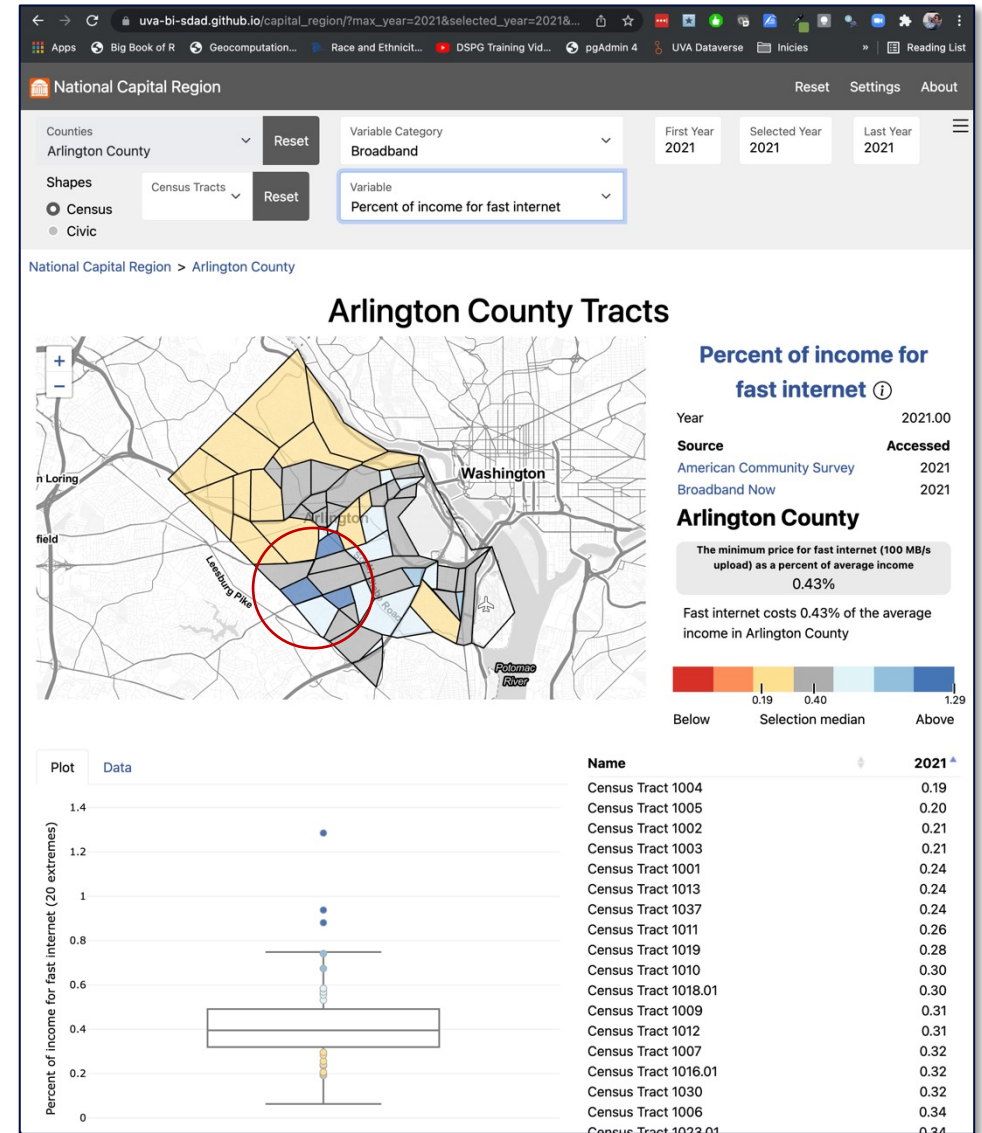 uva-bi-sdad.github.io/capital_region/?max_year=2021&selected_year=2021&...
Apps Big Book of R Geocomputation... Race and Ethnicit... DSPG Training Vid... pgAdmin 4 UVA Dataverse Inicies » Reading List
National Capital Region Reset Settings About
Counties
Arlington County
Reset
Variable Category
Broadband
First Year
2021
Selected Year
2021
Last Year
2021
Shapes
Census
Civic
Census Tracts
Reset
Variable
Percent of income for fast internet
National Capital Region > Arlington County
Arlington County Tracts
+
−
n Loring
field
Washington
Arlington
Leesburg Pike
Road
Potomac
River
Percent of income for
fast internet
Year 2021.00
Source Accessed
American Community Survey 2021
Broadband Now 2021
Arlington County
The minimum price for fast internet (100 MB/s
upload) as a percent of average income
0.43%
Fast internet costs 0.43% of the average
income in Arlington County
0.19 0.40 1.29
Below Selection median Above
Plot Data
Percent of income for fast internet (20 extremes)
1.4
1.2
1
0.8
0.6
0.4
0.2
0
Name 2021
Census Tract 1004 0.19
Census Tract 1005 0.20
Census Tract 1002 0.21
Census Tract 1003 0.21
Census Tract 1001 0.24
Census Tract 1013 0.24
Census Tract 1037 0.24
Census Tract 1011 0.26
Census Tract 1019 0.28
Census Tract 1010 0.30
Census Tract 1018.01 0.30
Census Tract 1009 0.31
Census Tract 1012 0.31
Census Tract 1007 0.32
Census Tract 1016.01 0.32
Census Tract 1030 0.32
Census Tract 1006 0.34
Census Tract 1023.01 0.34